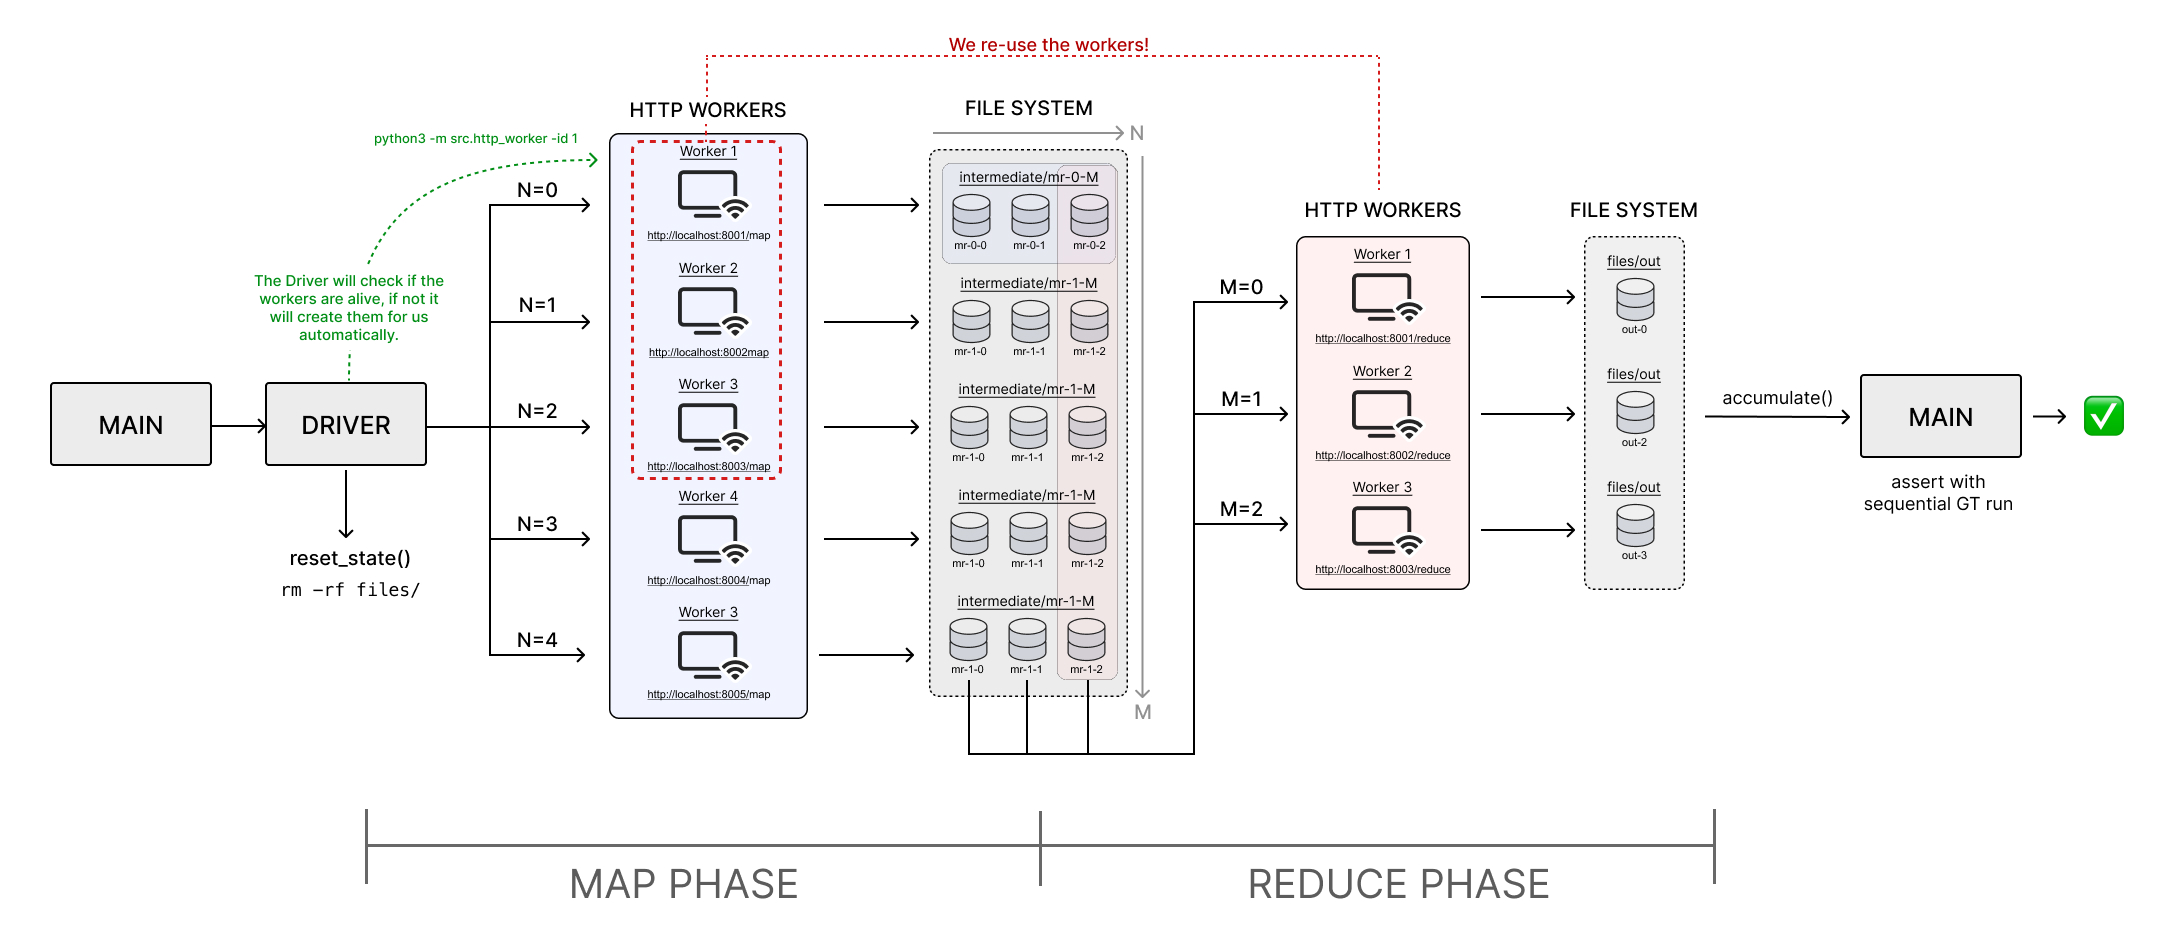 We re-use the workers!
HTTP WORKERS
FILE SYSTEM
N
python3 -m src.http_worker -id 1
The Driver will check if the
workers are alive, if not it
will create them for us
automatically.
MAIN
DRIVER
reset_state()
rm -rf files/
N=0
N=1
N=2
N=3
N=4
Worker 1
http://localhost:8001/map
Worker 2
http://localhost:8002map
Worker 3
http://localhost:8003/map
Worker 4
http://localhost:8004/map
Worker 3
http://localhost:8005/map
intermediate/mr-0-M
mr-0-0 mr-0-1 mr-0-2
intermediate/mr-1-M
mr-1-0 mr-1-1 mr-1-2
intermediate/mr-1-M
mr-1-0 mr-1-1 mr-1-2
intermediate/mr-1-M
mr-1-0 mr-1-1 mr-1-2
intermediate/mr-1-M
mr-1-0 mr-1-1 mr-1-2
M
M=0
M=1
M=2
HTTP WORKERS
Worker 1
http://localhost:8001/reduce
Worker 2
http://localhost:8002/reduce
Worker 3
http://localhost:8003/reduce
FILE SYSTEM
files/out
out-0
files/out
out-2
files/out
out-3
accumulate()
MAIN
assert with
sequential GT run
MAP PHASE
REDUCE PHASE